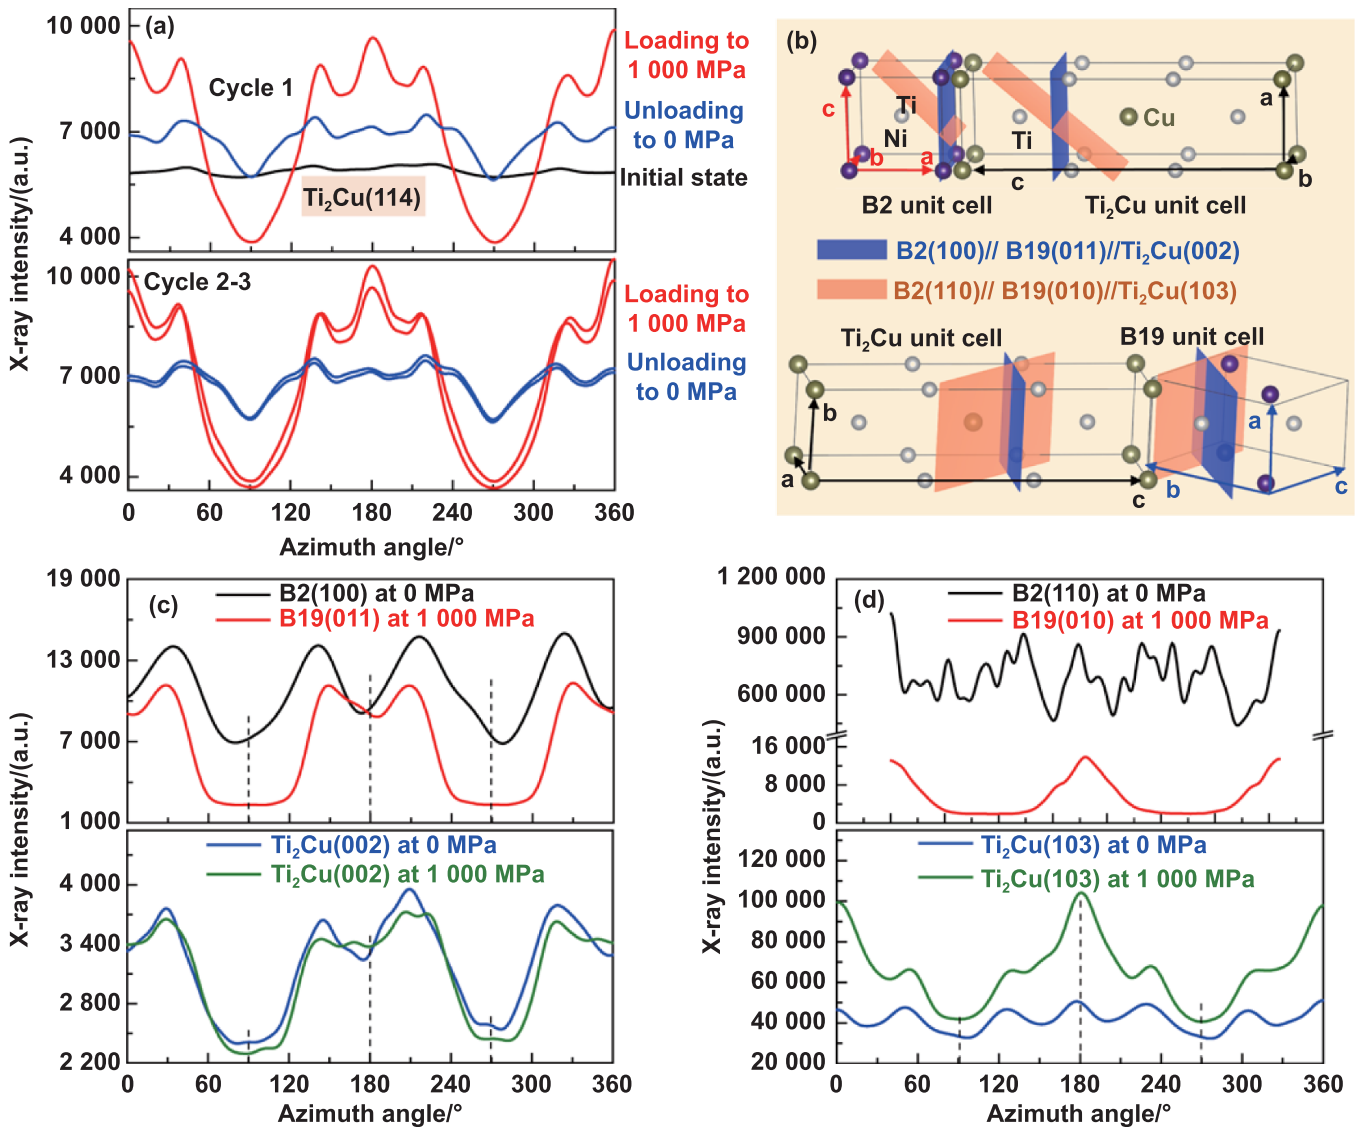 (a)
10 000
7 000
4 000
Cycle 1
Ti₂Cu(114)
Loading to
1 000 MPa
Unloading
to 0 MPa
Initial state
Cycle 2-3
10 000
7 000
4 000
Loading to
1 000 MPa
Unloading
to 0 MPa
X-ray intensity/(a.u.)
0 60 120 180 240 300 360
Azimuth angle/°
(b)
c
b
a
Ti
Ni
Ti
Cu
c
a
b
B2 unit cell
Ti₂Cu unit cell
B2(100)// B19(011)//Ti₂Cu(002)
B2(110)// B19(010)//Ti₂Cu(103)
Ti₂Cu unit cell
B19 unit cell
b
a
c
a
b
c
(c)
19 000
13 000
7 000
1 000
B2(100) at 0 MPa
B19(011) at 1 000 MPa
Ti₂Cu(002) at 0 MPa
Ti₂Cu(002) at 1 000 MPa
4 000
3 400
2 800
2 200
X-ray intensity/(a.u.)
0 60 120 180 240 300 360
Azimuth angle/°
(d)
1 200 000
900 000
600 000
16 000
8 000
0
B2(110) at 0 MPa
B19(010) at 1 000 MPa
Ti₂Cu(103) at 0 MPa
Ti₂Cu(103) at 1 000 MPa
120 000
100 000
80 000
60 000
40 000
20 000
X-ray intensity/(a.u.)
0 60 120 180 240 300 360
Azimuth angle/°